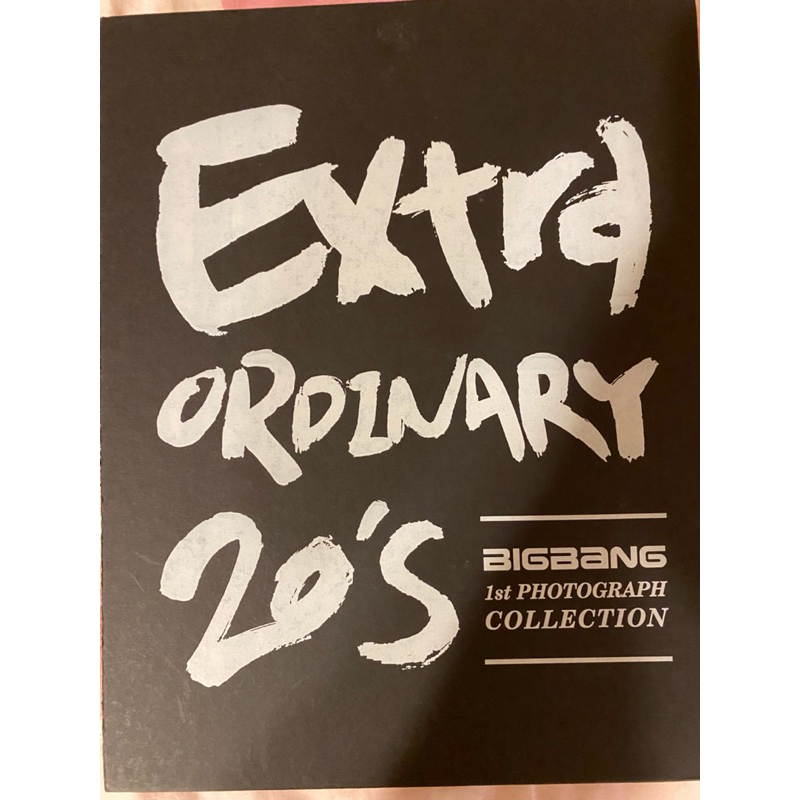 Extra
ORDINARY
20's
BIGBANG
1st PHOTOGRAPH
COLLECTION